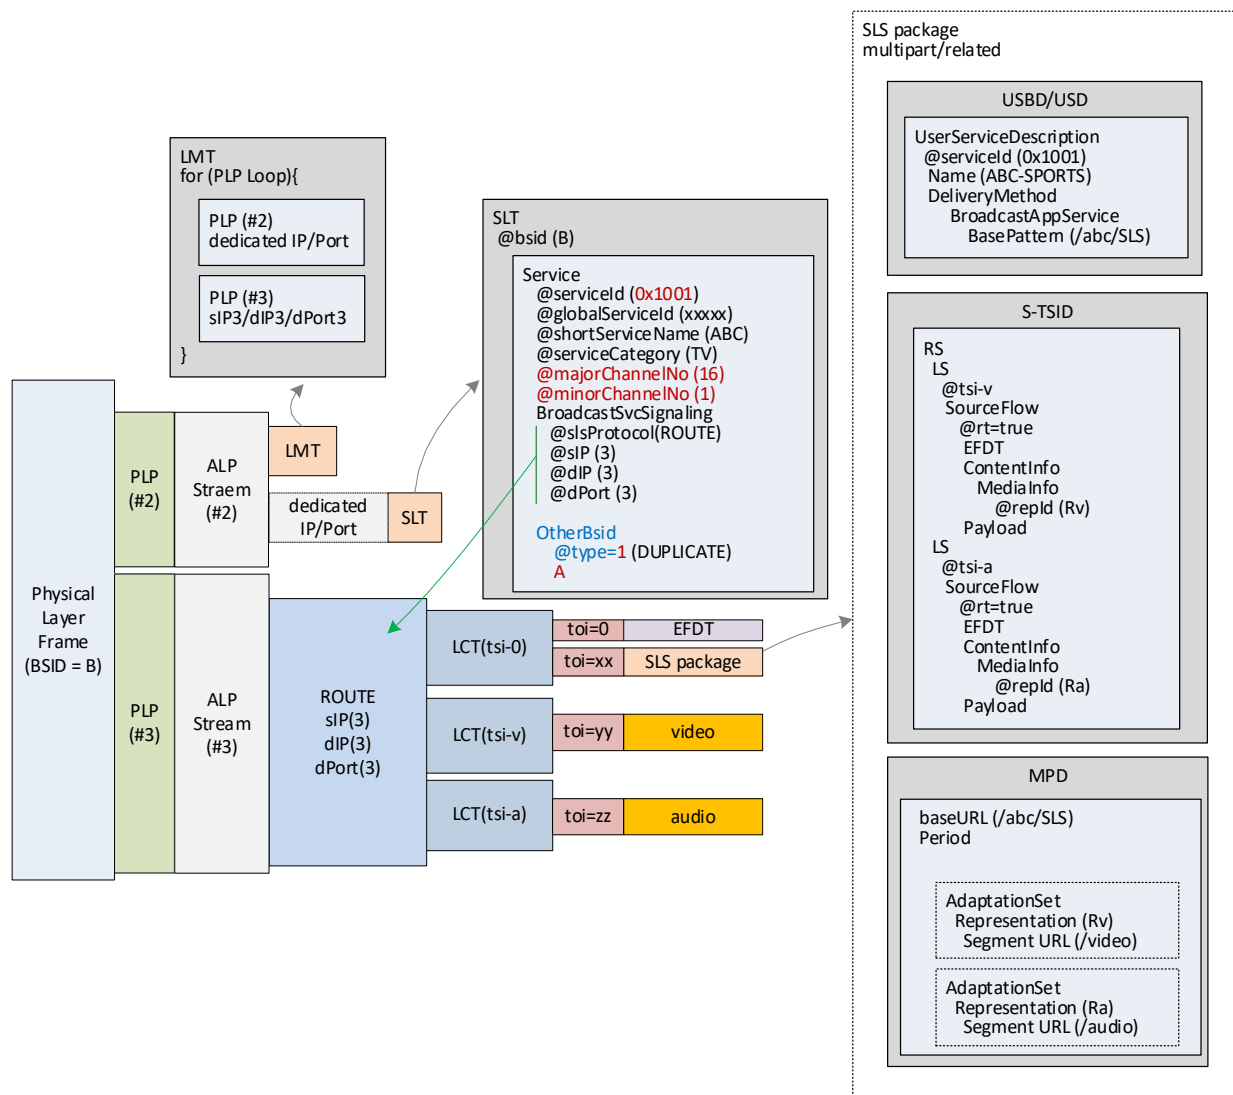 SLS package
multipart/related
USBD/USD
UserServiceDescription
@serviceId (0x1001)
Name (ABC-SPORTS)
DeliveryMethod
BroadcastAppService
BasePattern (/abc/SLS)
LMT
for (PLP Loop){
PLP (#2)
dedicated IP/Port
PLP (#3)
sIP3/dIP3/dPort3
}
SLT
@bsid (B)
Service
@serviceId (0x1001)
@globalServiceId (xxxxx)
@shortServiceName (ABC)
@serviceCategory (TV)
@majorChannelNo (16)
@minorChannelNo (1)
BroadcastSvcSignaling
@slsProtocol(ROUTE)
@sIP (3)
@dIP (3)
@dPort (3)
OtherBsid
@type=1 (DUPLICATE)
A
S-TSID
RS
LS
@tsi-v
SourceFlow
@rt=true
EFDT
ContentInfo
MediaInfo
@repId (Rv)
Payload
LS
@tsi-a
SourceFlow
@rt=true
EFDT
ContentInfo
MediaInfo
@repId (Ra)
Payload
Physical
Layer
Frame
(BSID = B)
PLP
(#2)
ALP
Straem
(#2)
LMT
dedicated
IP/Port
SLT
PLP
(#3)
ALP
Stream
(#3)
ROUTE
sIP(3)
dIP(3)
dPort(3)
LCT(tsi-0)
toi=0
EFDT
toi=xx
SLS package
LCT(tsi-v)
toi=yy
video
LCT(tsi-a)
toi=zz
audio
MPD
baseURL (/abc/SLS)
Period
AdaptationSet
Representation (Rv)
Segment URL (/video)
AdaptationSet
Representation (Ra)
Segment URL (/audio)